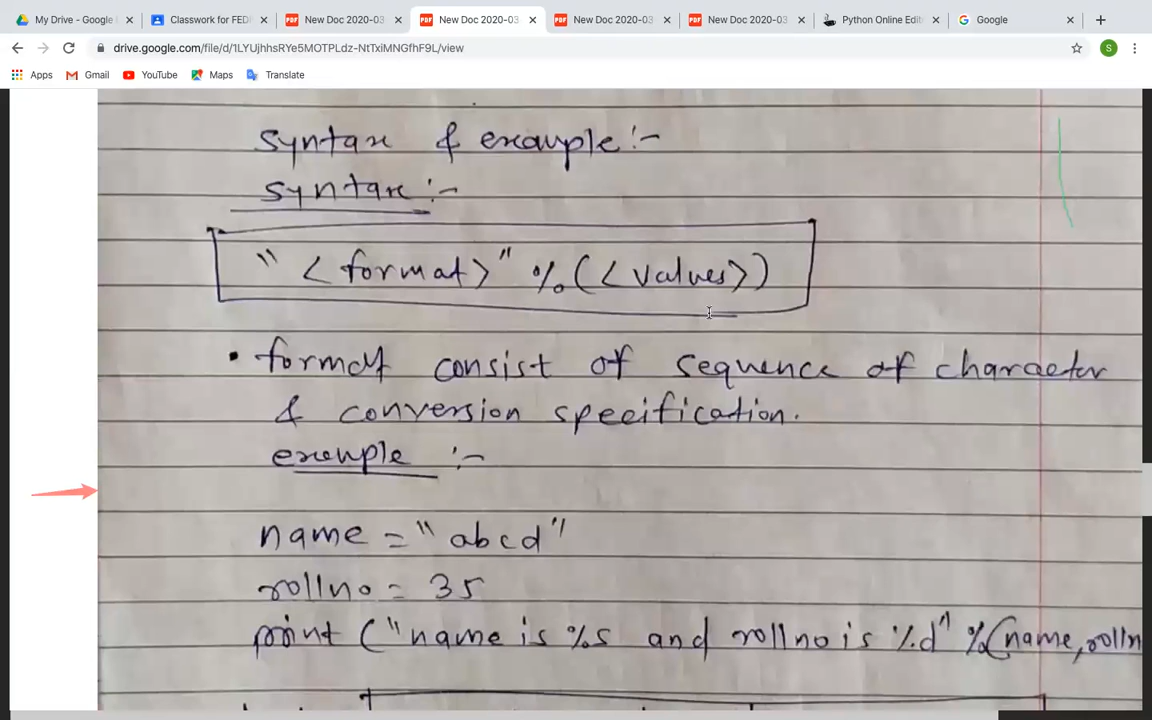 My Drive - Google D
Classwork for FEDI
New Doc 2020-03
New Doc 2020-03
New Doc 2020-03
New Doc 2020-03
Python Online Edit
Google
drive.google.com/file/d/1LYUjhhsRYe5MOTPLdz-NtTxiMNGfhF9L/view
S
Apps
Gmail
YouTube
Maps
Translate
syntax & example :-
syntax :-
"<format>" %(<values>)
• format consist of sequence of character
& conversion specification.
example :-
name = "abcd"
rollno = 35
print ("name is %s and rollno is %d" %(name,rolln